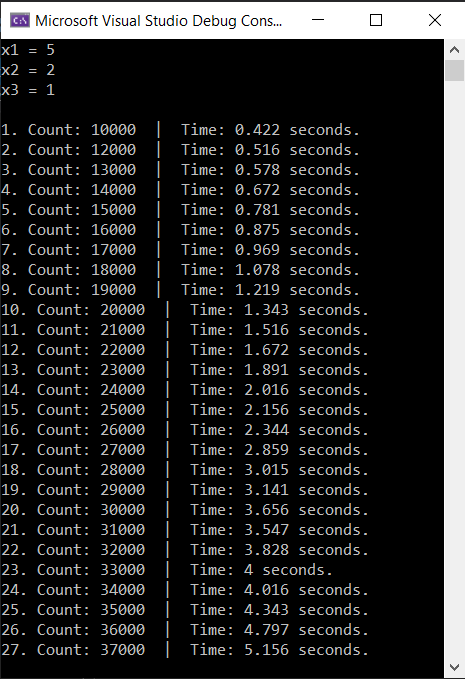 Microsoft Visual Studio Debug Cons...
x1 = 5
x2 = 2
x3 = 1
1. Count: 10000  |  Time: 0.422 seconds.
2. Count: 12000  |  Time: 0.516 seconds.
3. Count: 13000  |  Time: 0.578 seconds.
4. Count: 14000  |  Time: 0.672 seconds.
5. Count: 15000  |  Time: 0.781 seconds.
6. Count: 16000  |  Time: 0.875 seconds.
7. Count: 17000  |  Time: 0.969 seconds.
8. Count: 18000  |  Time: 1.078 seconds.
9. Count: 19000  |  Time: 1.219 seconds.
10. Count: 20000  |  Time: 1.343 seconds.
11. Count: 21000  |  Time: 1.516 seconds.
12. Count: 22000  |  Time: 1.672 seconds.
13. Count: 23000  |  Time: 1.891 seconds.
14. Count: 24000  |  Time: 2.016 seconds.
15. Count: 25000  |  Time: 2.156 seconds.
16. Count: 26000  |  Time: 2.344 seconds.
17. Count: 27000  |  Time: 2.859 seconds.
18. Count: 28000  |  Time: 3.015 seconds.
19. Count: 29000  |  Time: 3.141 seconds.
20. Count: 30000  |  Time: 3.656 seconds.
21. Count: 31000  |  Time: 3.547 seconds.
22. Count: 32000  |  Time: 3.828 seconds.
23. Count: 33000  |  Time: 4 seconds.
24. Count: 34000  |  Time: 4.016 seconds.
25. Count: 35000  |  Time: 4.343 seconds.
26. Count: 36000  |  Time: 4.797 seconds.
27. Count: 37000  |  Time: 5.156 seconds.